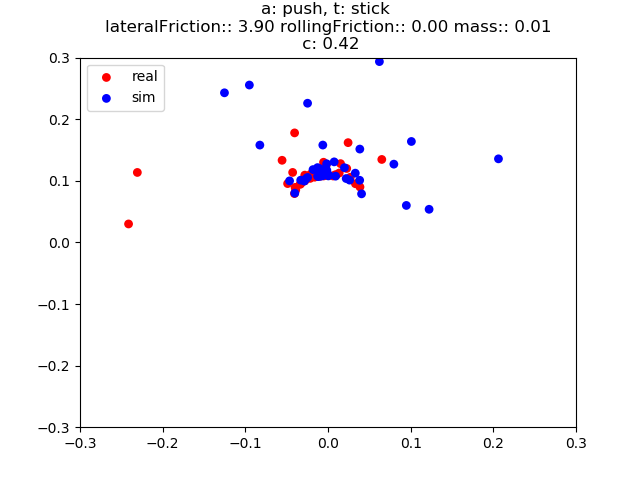 a: push, t: stick
lateralFriction:: 3.90 rollingFriction:: 0.00 mass:: 0.01
c: 0.42
real
sim
0.3
0.2
0.1
0.0
−0.1
−0.2
−0.3
−0.3 −0.2 −0.1 0.0 0.1 0.2 0.3